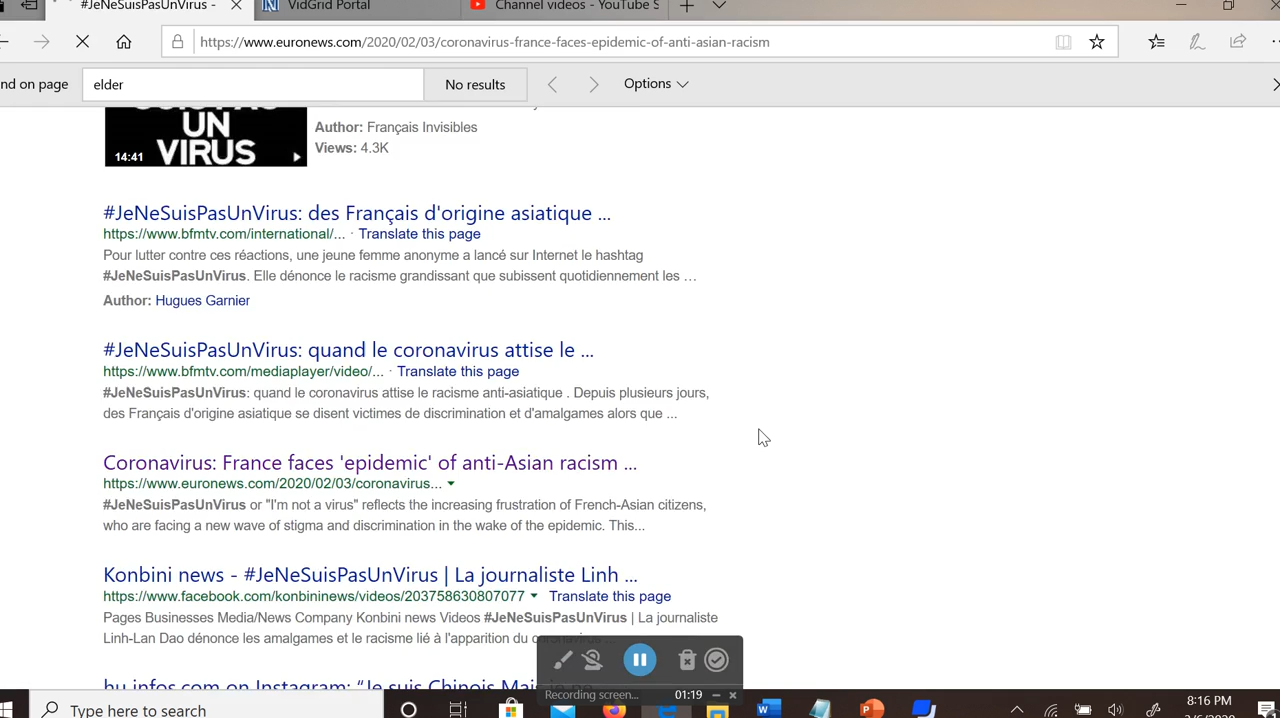 #JeNeSuisPasUnVirus -
VidGrid Portal
Channel videos - YouTube S
https://www.euronews.com/2020/02/03/coronavirus-france-faces-epidemic-of-anti-asian-racism
nd on page
elder
No results
Options
UN
VIRUS
14:41
Author: Français Invisibles
Views: 4.3K
#JeNeSuisPasUnVirus: des Français d'origine asiatique ...
https://www.bfmtv.com/international/... · Translate this page
Pour lutter contre ces réactions, une jeune femme anonyme a lancé sur Internet le hashtag
#JeNeSuisPasUnVirus. Elle dénonce le racisme grandissant que subissent quotidiennement les …
Author: Hugues Garnier
#JeNeSuisPasUnVirus: quand le coronavirus attise le ...
https://www.bfmtv.com/mediaplayer/video/... · Translate this page
#JeNeSuisPasUnVirus: quand le coronavirus attise le racisme anti-asiatique . Depuis plusieurs jours,
des Français d'origine asiatique se disent victimes de discrimination et d'amalgames alors que ...
Coronavirus: France faces 'epidemic' of anti-Asian racism ...
https://www.euronews.com/2020/02/03/coronavirus...
#JeNeSuisPasUnVirus or "I'm not a virus" reflects the increasing frustration of French-Asian citizens,
who are facing a new wave of stigma and discrimination in the wake of the epidemic. This...
Konbini news - #JeNeSuisPasUnVirus | La journaliste Linh ...
https://www.facebook.com/konbininews/videos/203758630807077 Translate this page
Pages Businesses Media/News Company Konbini news Videos #JeNeSuisPasUnVirus | La journaliste
Linh-Lan Dao dénonce les amalgames et le racisme lié à l'apparition du
hu infos com on Instagram: “Je suis Chinois Mais
Recording screen... 01:19
Type here to search
8:16 PM